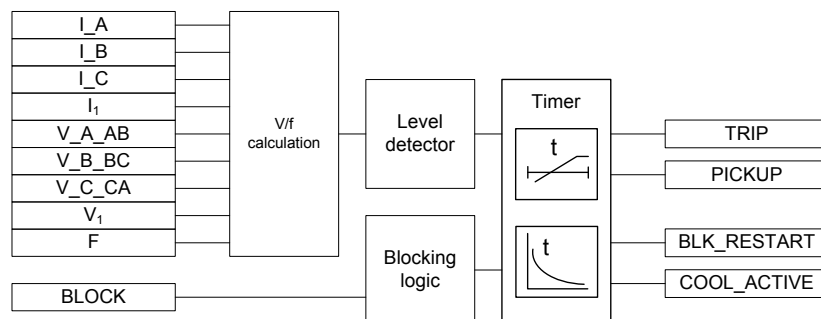 I_A
I_B
I_C
I₁
V_A_AB
V_B_BC
V_C_CA
V₁
F
BLOCK
V/f
calculation
Level
detector
Blocking
logic
Timer
t
t
TRIP
PICKUP
BLK_RESTART
COOL_ACTIVE